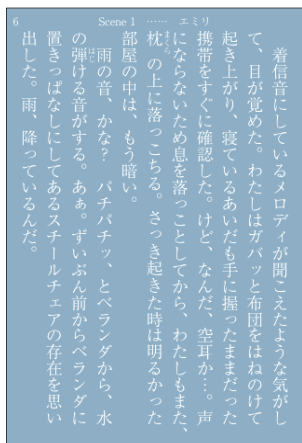 6 Scene 1 …… エミリ
　着信音にしているメロディが聞こえたような気がし
て、目が覚めた。わたしはガバッと布団をはねのけて
起き上がり、寝ているあいだも手に握ったままだった
携帯をすぐに確認した。けど、なんだ、空耳か…。声
にならないため息を落っことしてから、わたしもまた、
枕の上に落っこちる。さっき起きた時は明るかった
まくら
部屋の中は、もう暗い。
　雨の音、かな？　パチパチッ、とベランダから、水
の弾ける音がする。あぁ。ずいぶん前からベランダに
はじ
置きっぱなしにしてあるスチールチェアの存在を思い
出した。雨、降っているんだ。